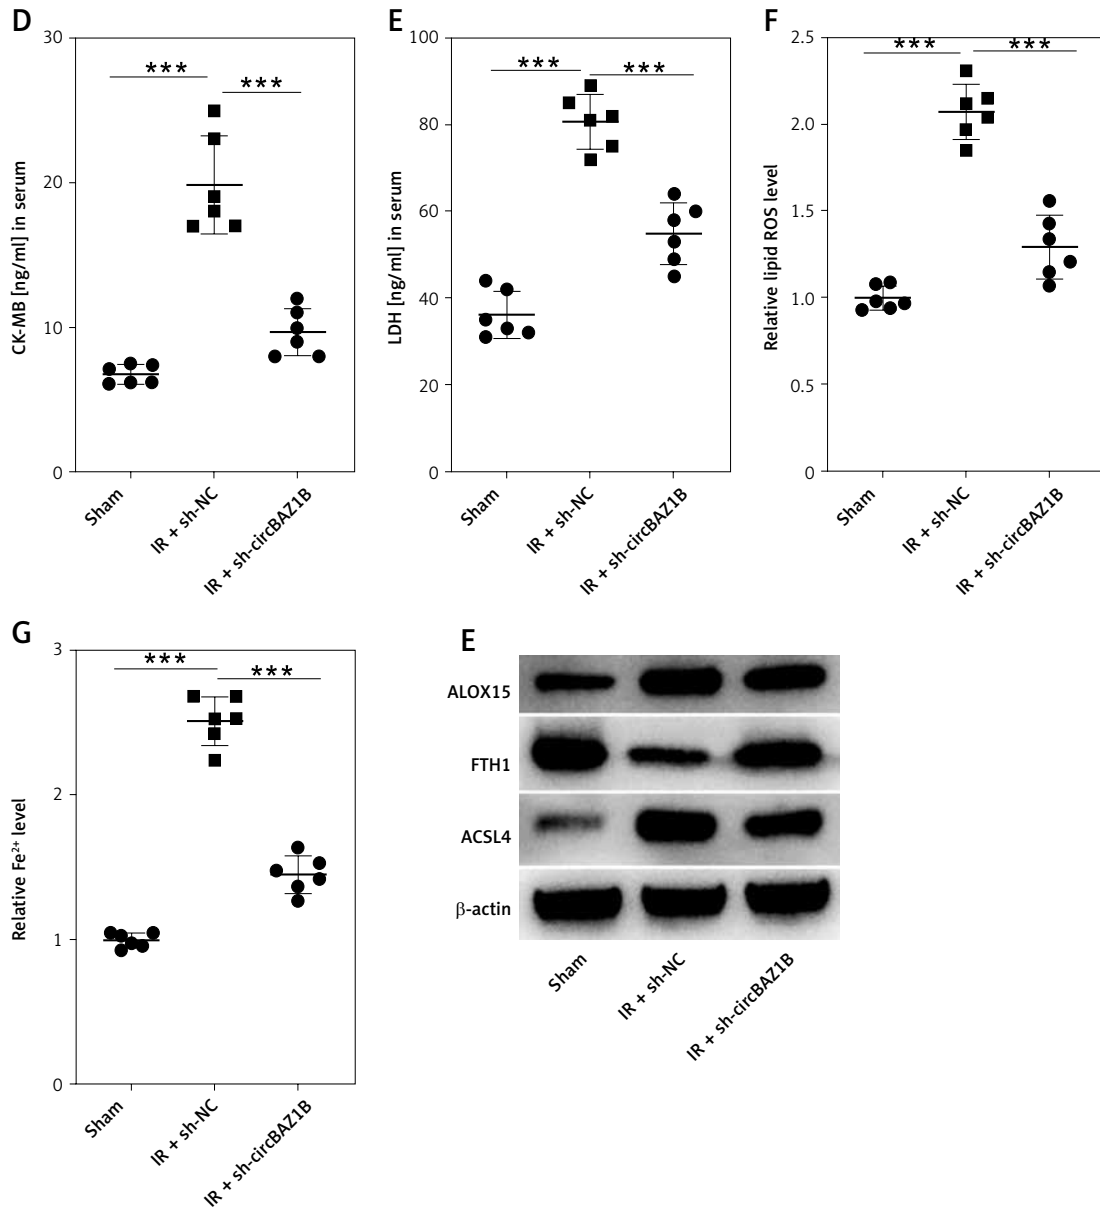 D
CK-MB [ng/ml] in serum
30
20
10
0
***
***
Sham
IR + sh-NC
IR + sh-circBAZ1B
E
LDH [ng/ml] in serum
100
80
60
40
20
0
***
***
Sham
IR + sh-NC
IR + sh-circBAZ1B
F
Relative lipid ROS level
2.5
2.0
1.5
1.0
0.5
0
***
***
Sham
IR + sh-NC
IR + sh-circBAZ1B
G
Relative Fe²⁺ level
3
2
1
0
***
***
Sham
IR + sh-NC
IR + sh-circBAZ1B
E
ALOX15
FTH1
ACSL4
β-actin
Sham
IR + sh-NC
IR + sh-circBAZ1B